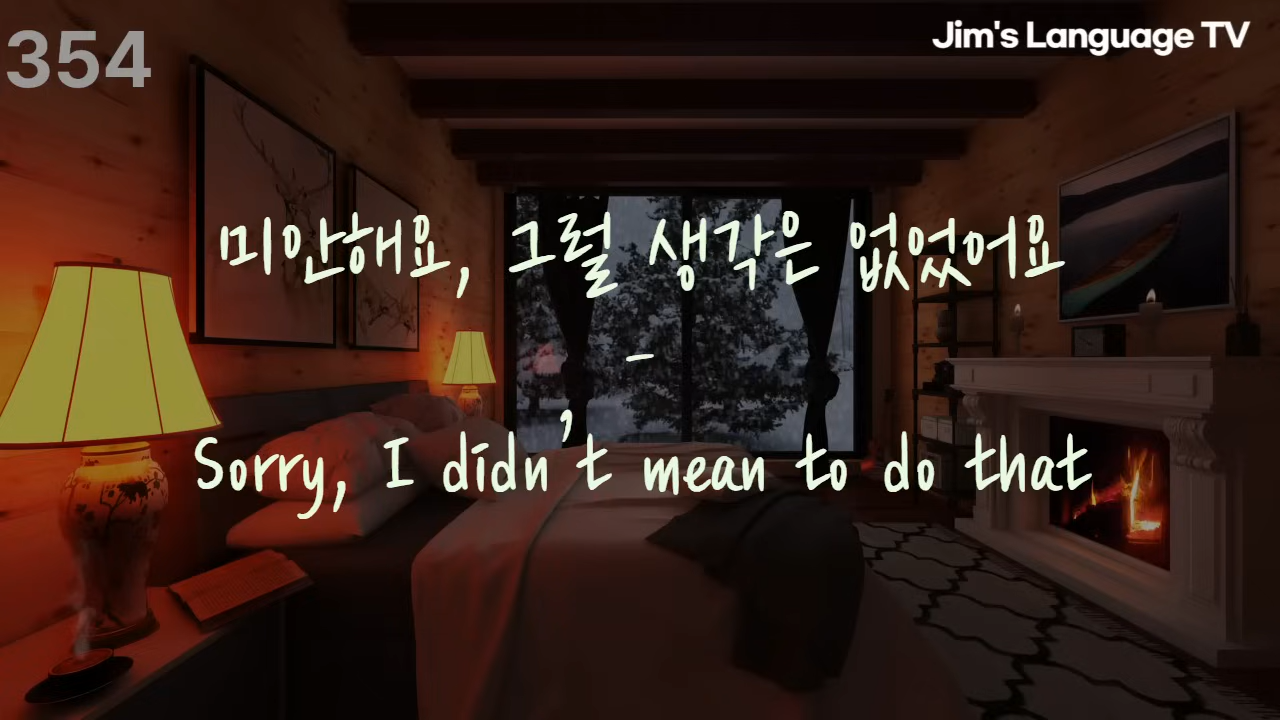 354
Jim's Language TV
미안해요, 그럴 생각은 없었어요
-
Sorry, I didn't mean to do that